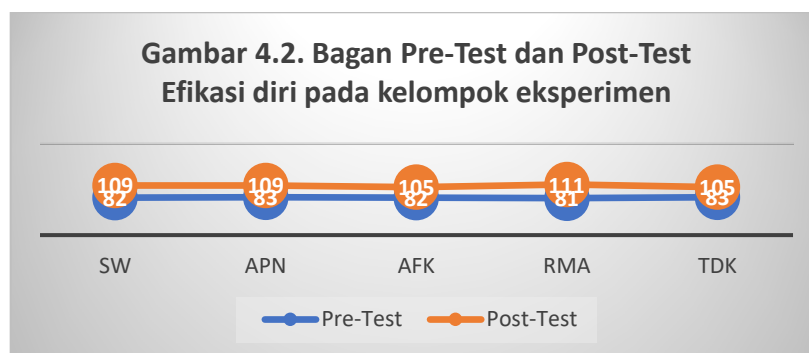 Gambar 4.2. Bagan Pre-Test dan Post-Test
Efikasi diri pada kelompok eksperimen
109 109 105 111 105
82 83 82 81 83
SW APN AFK RMA TDK
Pre-Test Post-Test